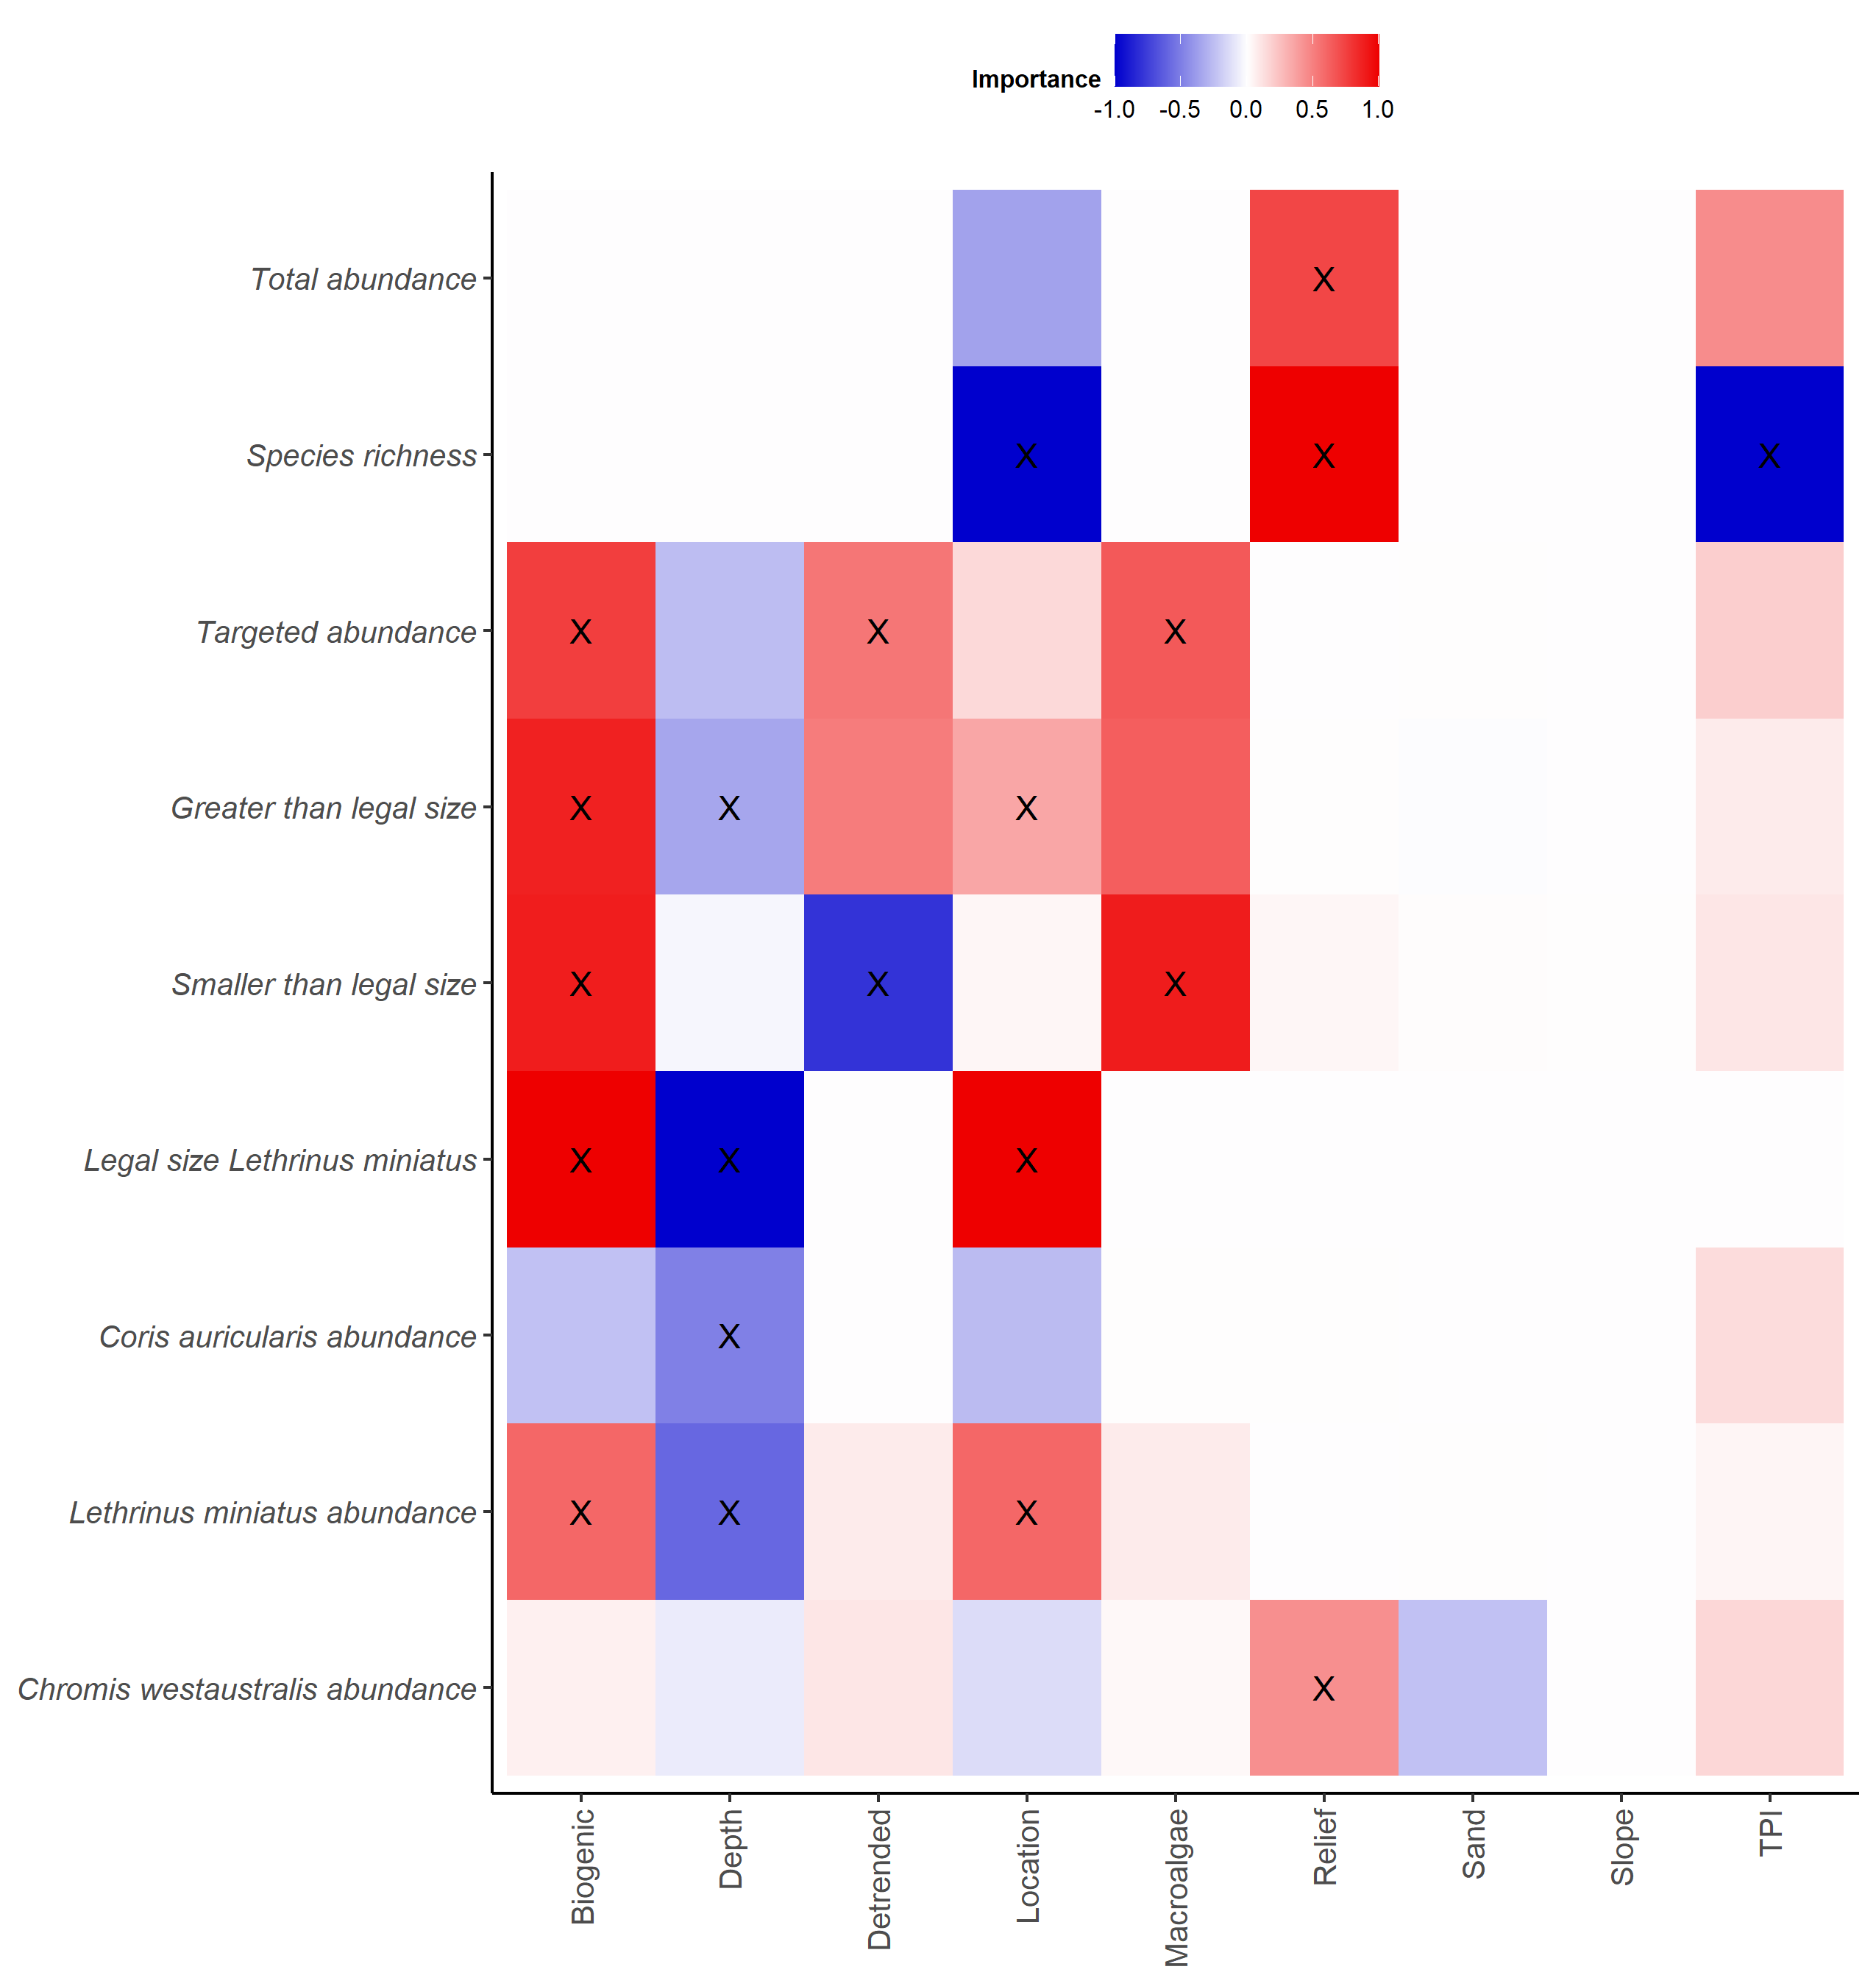 Importance
-1.0 -0.5 0.0 0.5 1.0
Total abundance
X
Species richness
X X X
Targeted abundance
X X X
Greater than legal size
X X X
Smaller than legal size
X X X
Legal size Lethrinus miniatus
X X X
Coris auricularis abundance
X
Lethrinus miniatus abundance
X X X
Chromis westaustralis abundance
X
Biogenic
Depth
Detrended
Location
Macroalgae
Relief
Sand
Slope
TPI